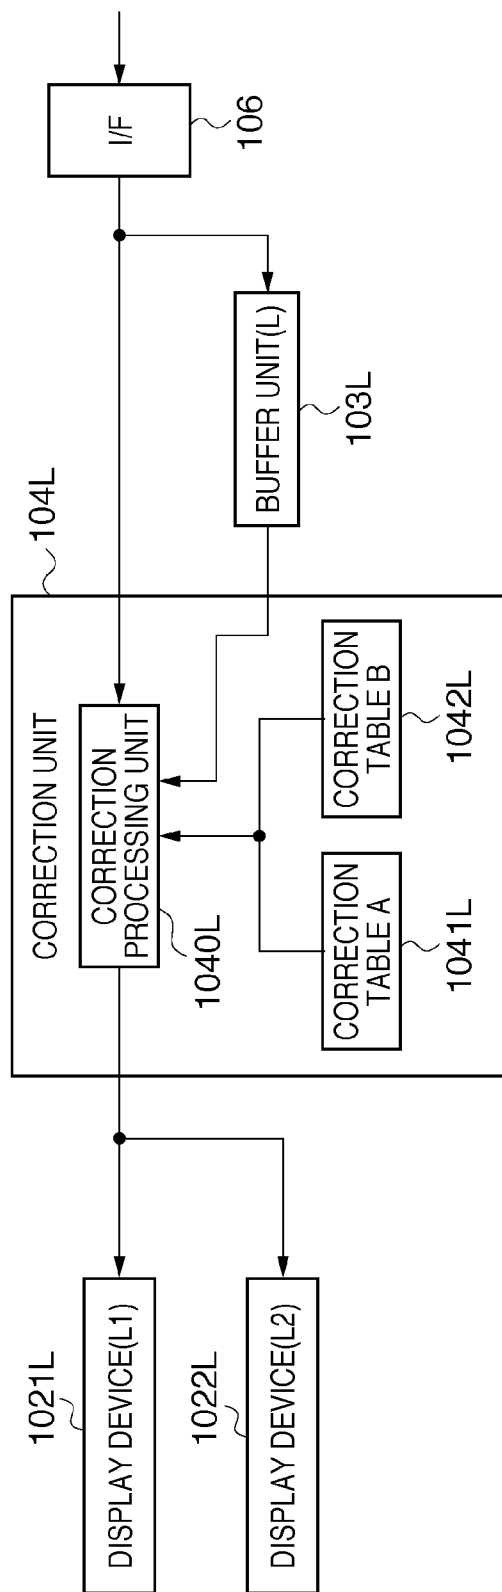 104L
CORRECTION UNIT
1021L
DISPLAY DEVICE(L1)
CORRECTION
PROCESSING UNIT
1040L
I/F
106
1022L
DISPLAY DEVICE(L2)
BUFFER UNIT(L)
103L
CORRECTION
TABLE A
1041L
CORRECTION
TABLE B
1042L